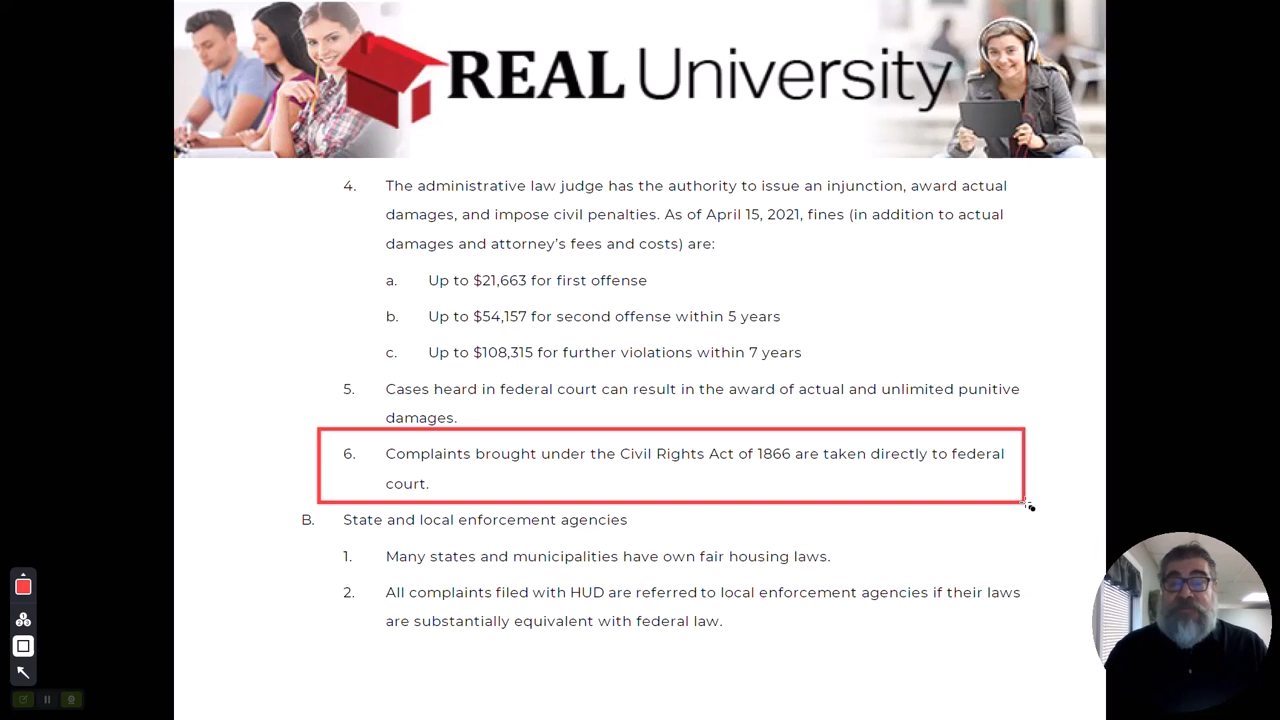 REAL University
4. The administrative law judge has the authority to issue an injunction, award actual
damages, and impose civil penalties. As of April 15, 2021, fines (in addition to actual
damages and attorney’s fees and costs) are:
a. Up to $21,663 for first offense
b. Up to $54,157 for second offense within 5 years
c. Up to $108,315 for further violations within 7 years
5. Cases heard in federal court can result in the award of actual and unlimited punitive
damages.
6. Complaints brought under the Civil Rights Act of 1866 are taken directly to federal
court.
B. State and local enforcement agencies
1. Many states and municipalities have own fair housing laws.
2. All complaints filed with HUD are referred to local enforcement agencies if their laws
are substantially equivalent with federal law.